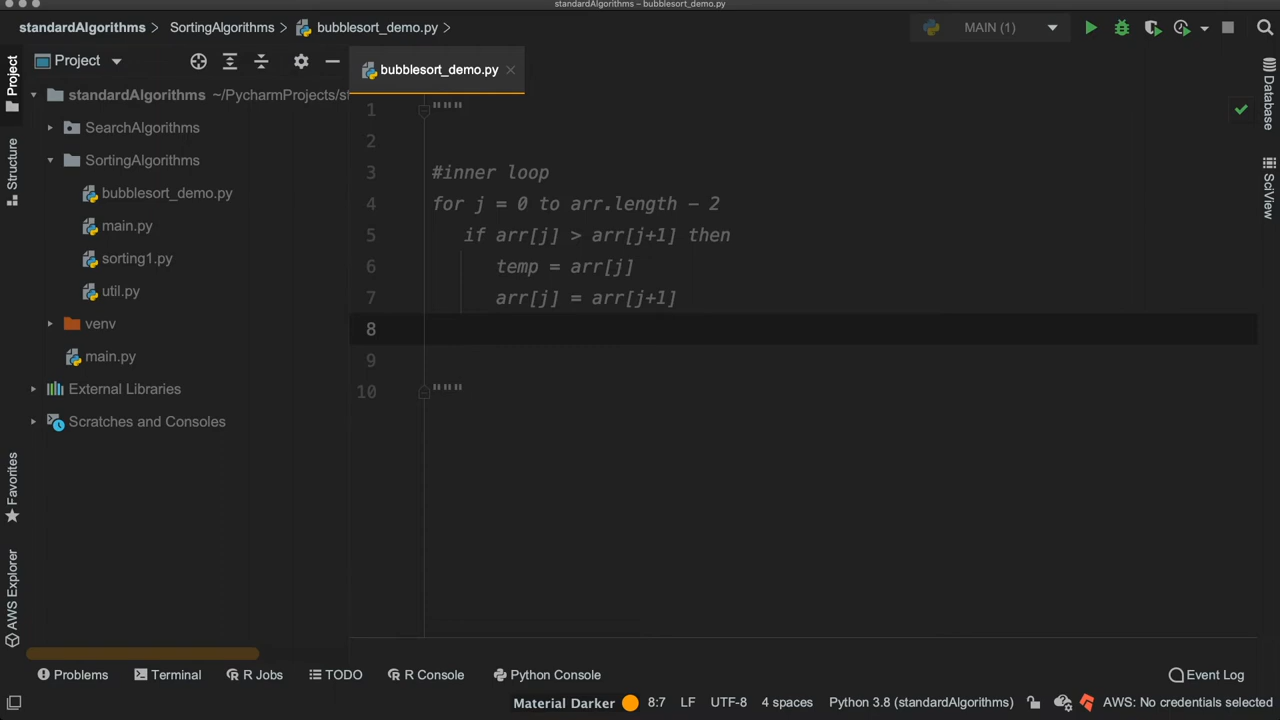 standardAlgorithms – bubblesort_demo.py
standardAlgorithms > SortingAlgorithms > bubblesort_demo.py >
MAIN (1)
Project
bubblesort_demo.py
standardAlgorithms ~/PycharmProjects/st
SearchAlgorithms
SortingAlgorithms
bubblesort_demo.py
main.py
sorting1.py
util.py
venv
main.py
External Libraries
Scratches and Consoles
Project
Structure
Favorites
AWS Explorer
1 """
2
3 #inner loop
4 for j = 0 to arr.length - 2
5 if arr[j] > arr[j+1] then
6 temp = arr[j]
7 arr[j] = arr[j+1]
8
9
10 """
Database
SciView
Problems Terminal R Jobs TODO R Console Python Console Event Log
Material Darker 8:7 LF UTF-8 4 spaces Python 3.8 (standardAlgorithms) AWS: No credentials selected